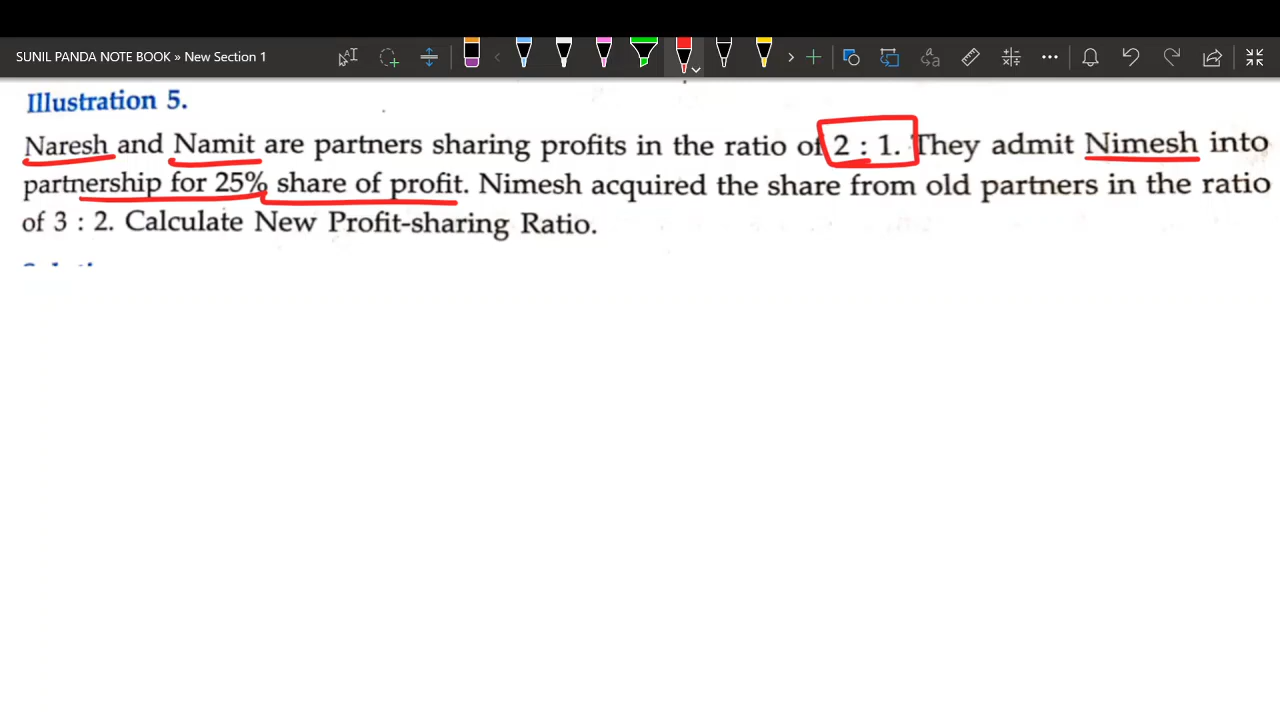 SUNIL PANDA NOTE BOOK » New Section 1
Illustration 5.
Naresh and Namit are partners sharing profits in the ratio of 2 : 1. They admit Nimesh into
partnership for 25% share of profit. Nimesh acquired the share from old partners in the ratio
of 3 : 2. Calculate New Profit-sharing Ratio.